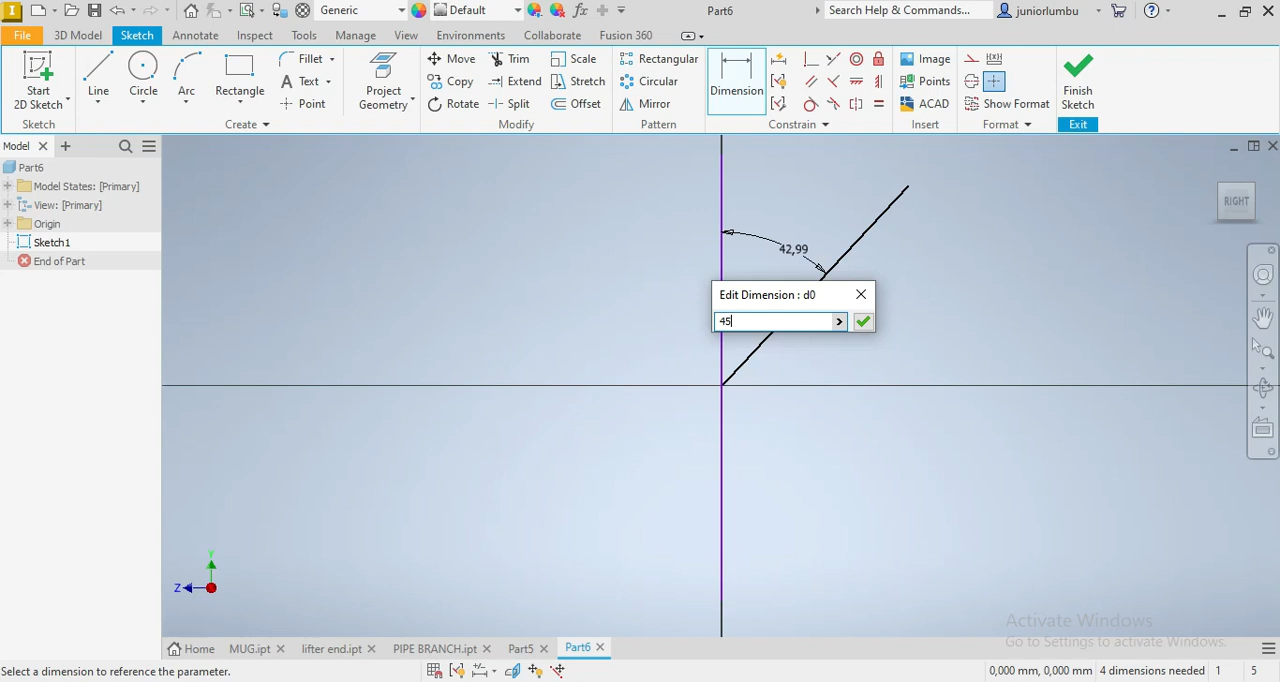 Generic
Default
Part6
Search Help & Commands...
juniorlumbu
File
3D Model
Sketch
Annotate
Inspect
Tools
Manage
View
Environments
Collaborate
Fusion 360
Start
2D Sketch
Line
Circle
Arc
Rectangle
Fillet
Text
Point
Project
Geometry
Move
Copy
Rotate
Trim
Extend
Split
Scale
Stretch
Offset
Rectangular
Circular
Mirror
Dimension
Image
Points
ACAD
Show Format
Finish
Sketch
Sketch
Create
Modify
Pattern
Constrain
Insert
Format
Exit
Model
Part6
Model States: [Primary]
View: [Primary]
Origin
Sketch1
End of Part
RIGHT
42,99
Edit Dimension : d0
45
Y
Z
Activate Windows
Go to Settings to activate Windows.
Home
MUG.ipt
lifter end.ipt
PIPE BRANCH.ipt
Part5
Part6
Select a dimension to reference the parameter.
0,000 mm, 0,000 mm
4 dimensions needed
1
5